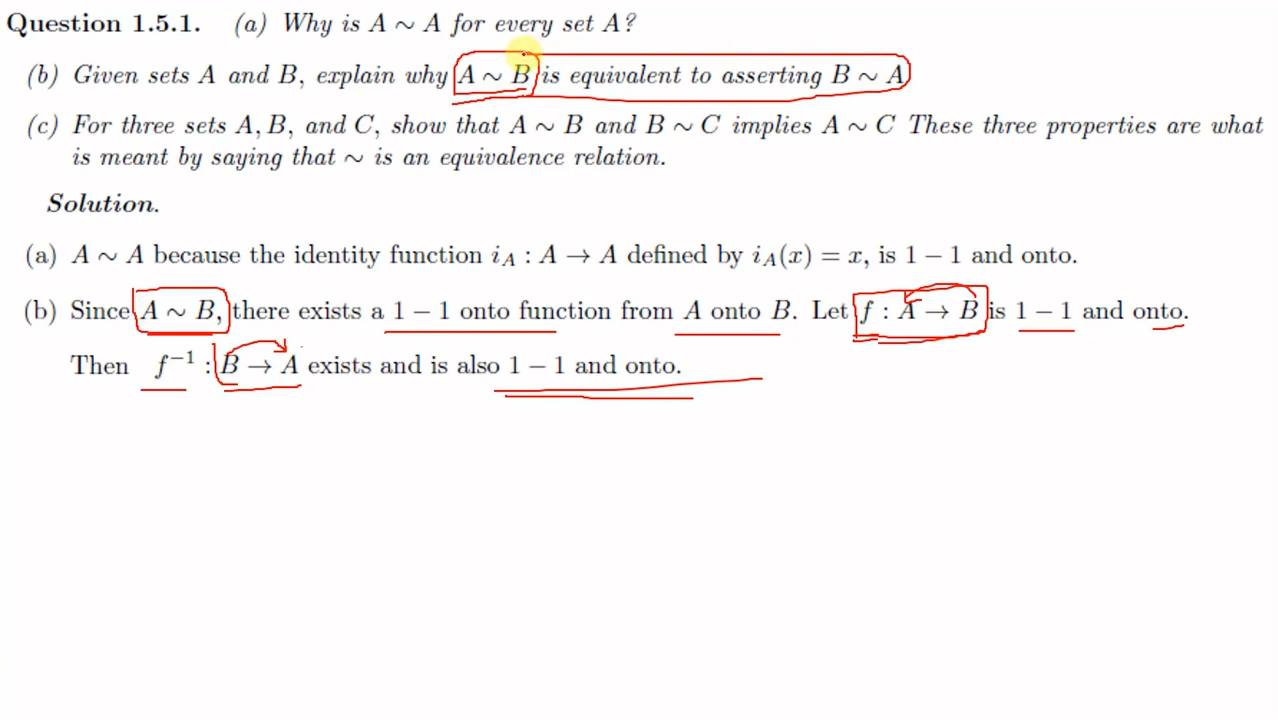 Question 1.5.1. (a) Why is A ∼ A for every set A?
(b) Given sets A and B, explain why A ∼ B is equivalent to asserting B ∼ A
(c) For three sets A, B, and C, show that A ∼ B and B ∼ C implies A ∼ C These three properties are what
is meant by saying that ∼ is an equivalence relation.
Solution.
(a) A ∼ A because the identity function i_A : A → A defined by i_A(x) = x, is 1 − 1 and onto.
(b) Since A ∼ B, there exists a 1 − 1 onto function from A onto B. Let f : A → B is 1 − 1 and onto.
Then f⁻¹ : B → A exists and is also 1 − 1 and onto.